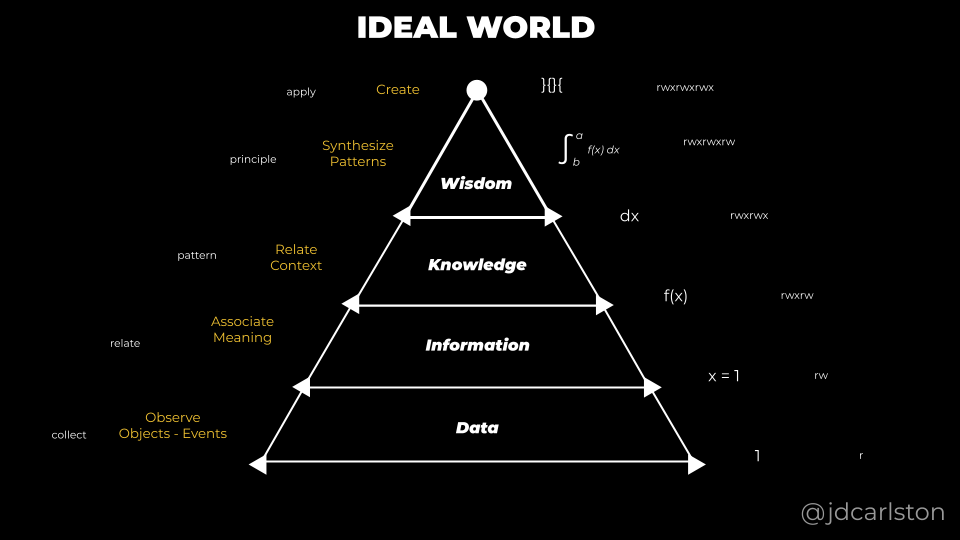 IDEAL WORLD
apply
Create
}{}{
rwxrwxrwx
principle
Synthesize
Patterns
∫
a
b
f(x) dx
rwxrwxrw
Wisdom
dx
rwxrwx
pattern
Relate
Context
Knowledge
f(x)
rwxrw
relate
Associate
Meaning
Information
x = 1
rw
collect
Observe
Objects - Events
Data
1
r
@jdcarlston